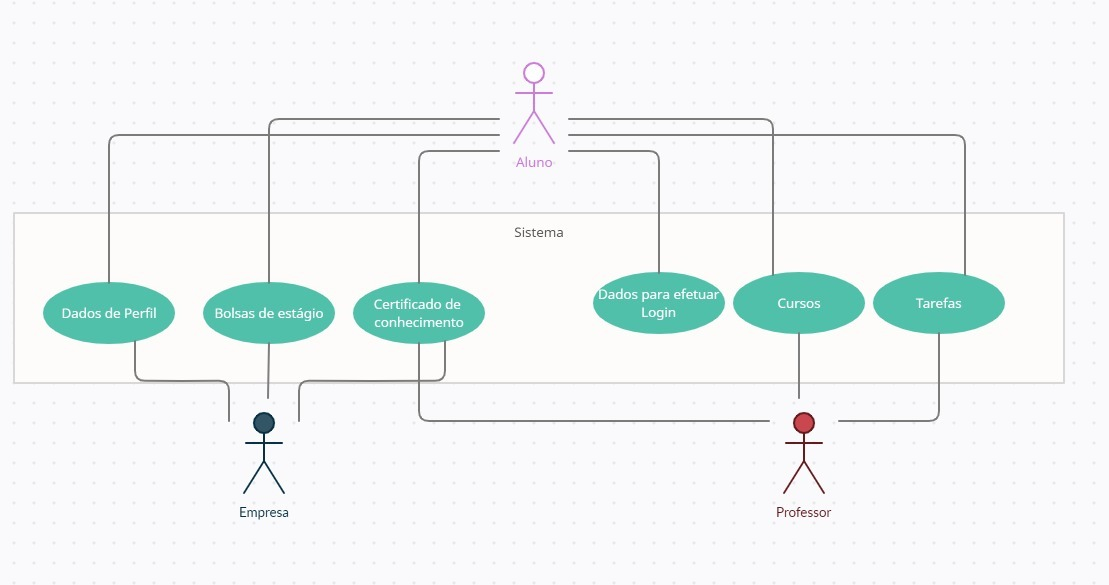 Aluno
Sistema
Dados de Perfil
Bolsas de estágio
Certificado de
conhecimento
Dados para efetuar
Login
Cursos
Tarefas
Empresa
Professor